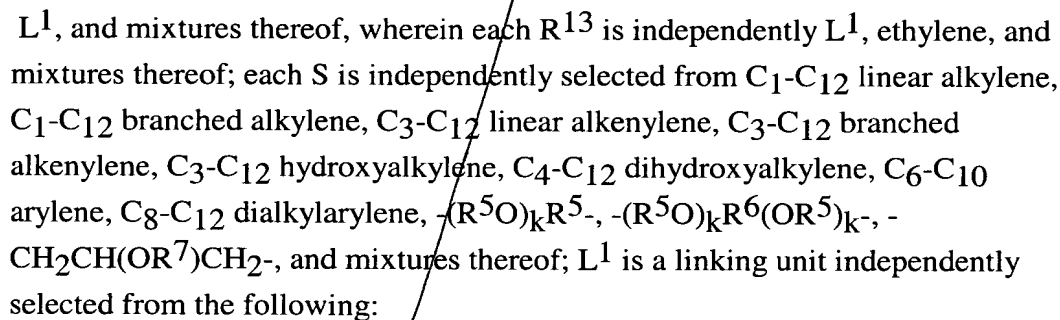 L¹, and mixtures thereof, wherein each R¹³ is independently L¹, ethylene, and
mixtures thereof; each S is independently selected from C₁-C₁₂ linear alkylene,
C₁-C₁₂ branched alkylene, C₃-C₁₂ linear alkenylene, C₃-C₁₂ branched
alkenylene, C₃-C₁₂ hydroxyalkylene, C₄-C₁₂ dihydroxyalkylene, C₆-C₁₀
arylene, C₈-C₁₂ dialkylarylene, -(R⁵O)ₖR⁵-, -(R⁵O)ₖR⁶(OR⁵)ₖ-, -
CH₂CH(OR⁷)CH₂-, and mixtures thereof; L¹ is a linking unit independently
selected from the following: